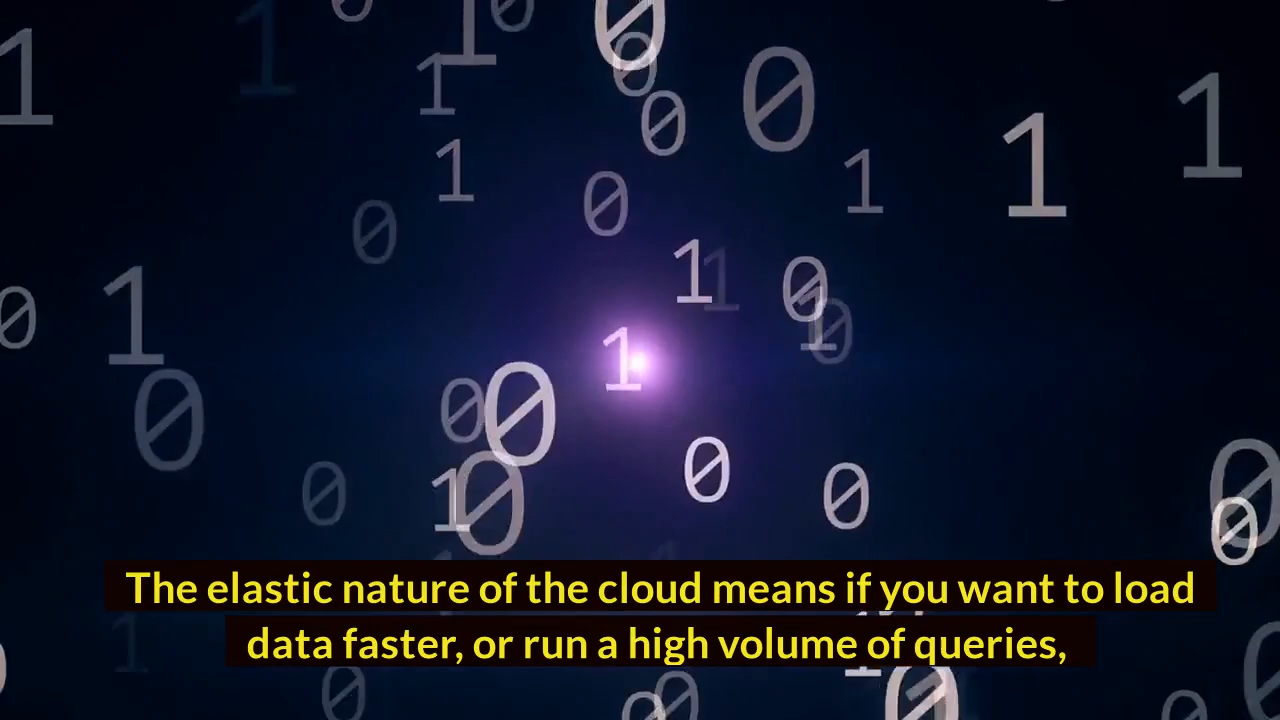 The elastic nature of the cloud means if you want to load
data faster, or run a high volume of queries,